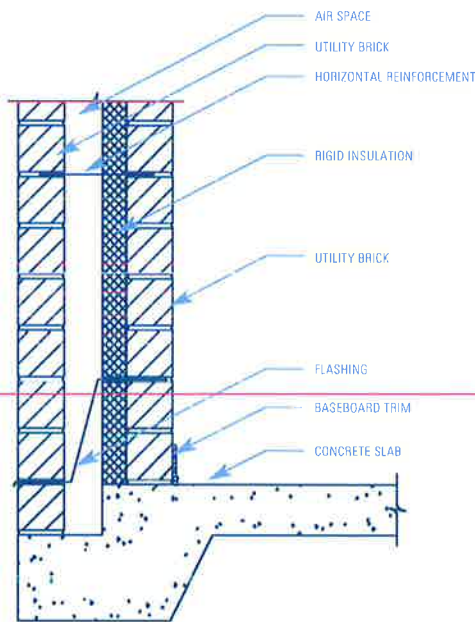 AIR SPACE
UTILITY BRICK
HORIZONTAL REINFORCEMENT
RIGID INSULATION
UTILITY BRICK
FLASHING
BASEBOARD TRIM
CONCRETE SLAB